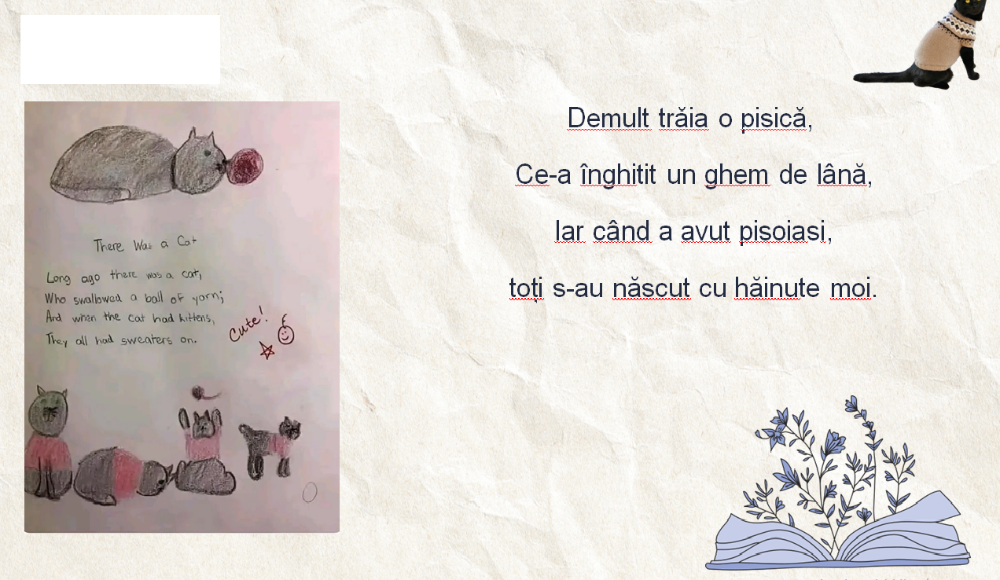 There Was a Cat
Long ago there was a cat,
Who swallowed a ball of yarn;
And when the cat had kittens,
They all had sweaters on.
Cute!
Demult trăia o pisică,
Ce-a înghitit un ghem de lână,
Iar când a avut pisoiasi,
toți s-au născut cu hăinute moi.